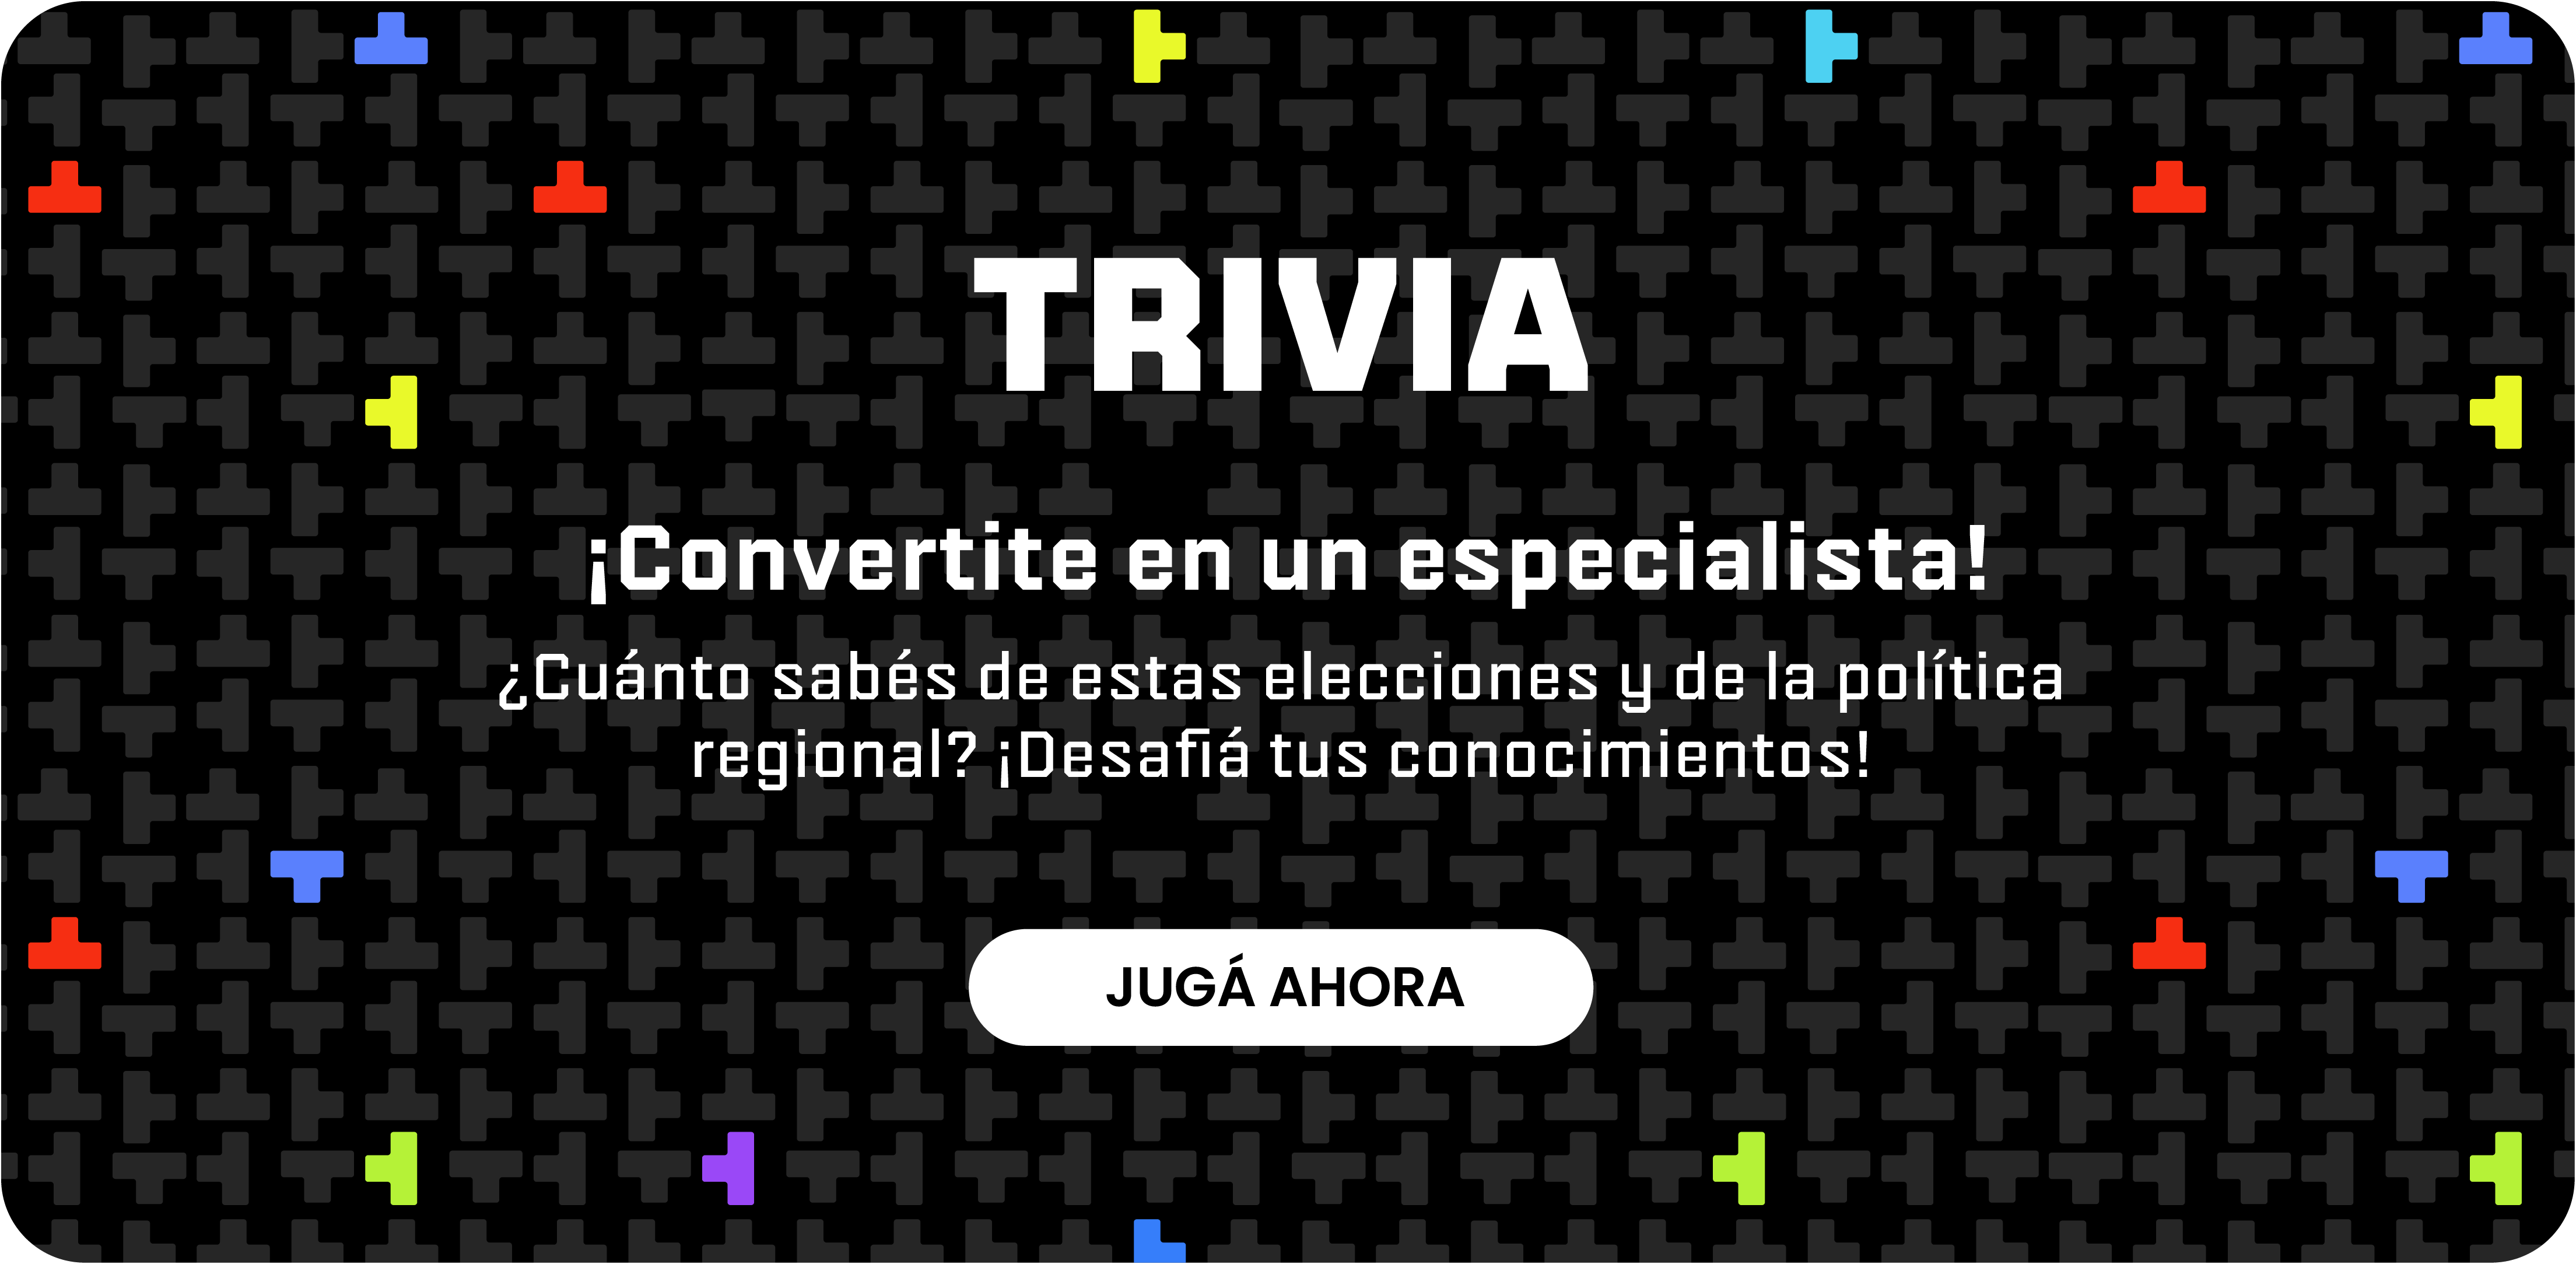 TRIVIA
¡Convertite en un especialista!
¿Cuánto sabés de estas elecciones y de la política
regional? ¡Desafiá tus conocimientos!
JUGÁ AHORA